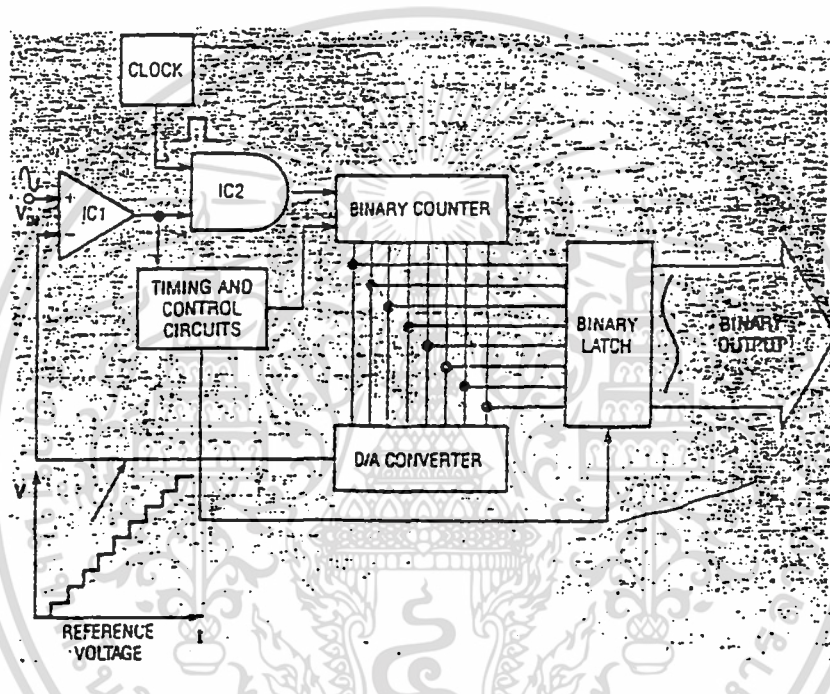 CLOCK
IC2
BINARY COUNTER
IC1
+
−
TIMING AND
CONTROL
CIRCUITS
BINARY
LATCH
BINARY
OUTPUT
D/A CONVERTER
V
REFERENCE
VOLTAGE
t